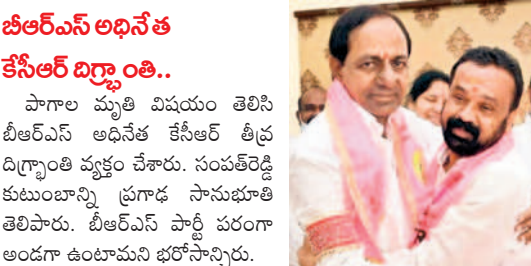 బీఆర్ఎస్ అధినేత
కేసీఆర్ దిగ్భ్రాంతి..
పాగాల మృతి విషయం తెలిసి
బీఆర్ఎస్ అధినేత కేసీఆర్ తీవ్ర
దిగ్భ్రాంతి వ్యక్తం చేశారు. సంపత్‌రెడ్డి
కుటుంబాన్ని ప్రగాఢ సానుభూతి
తెలిపారు. బీఆర్ఎస్ పార్టీ పరంగా
అండగా ఉంటామని భరోసాన్చిరు.